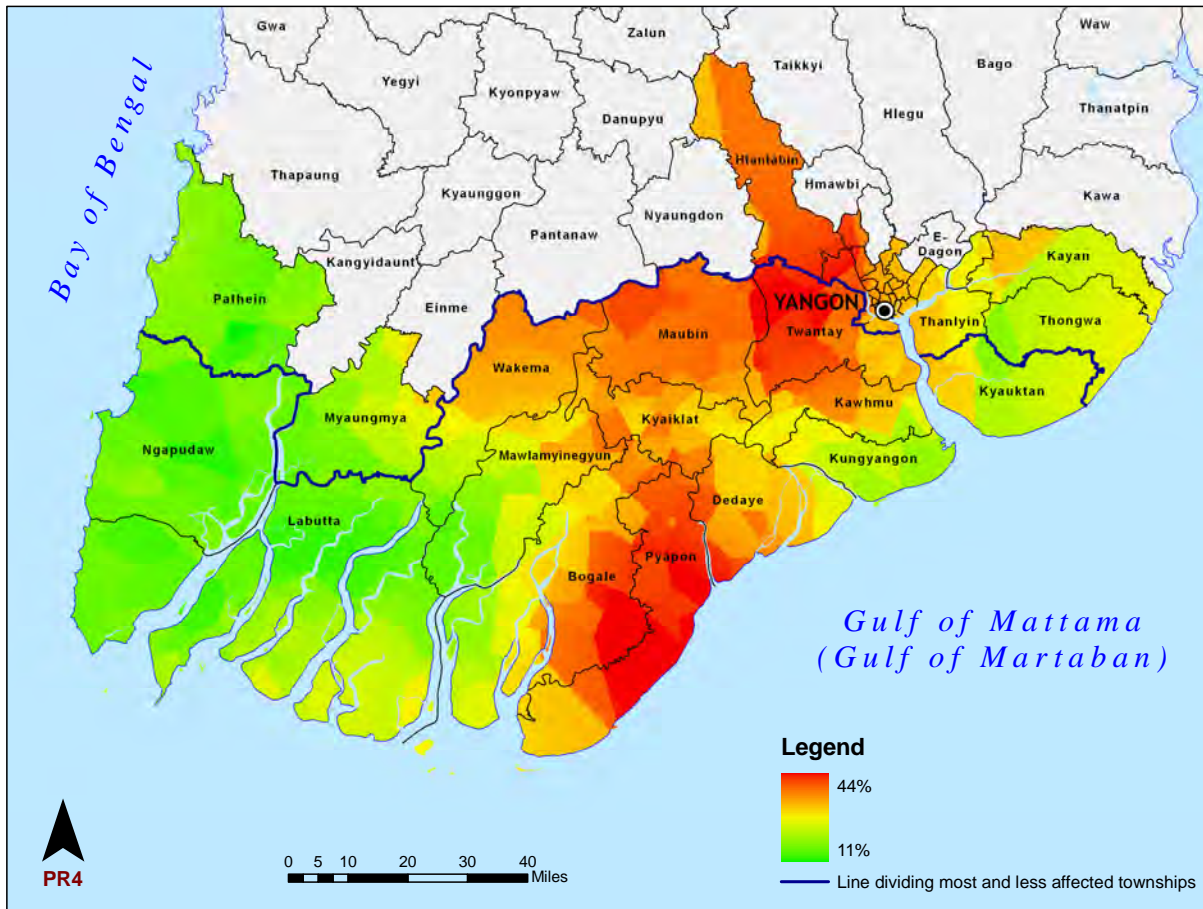 Gwa
Zalun
Waw
Taikkyi
Bago
Yegyi
Kyonpyaw
Thanatpin
Hlegu
Danupyu
Bay of Bengal
Htantabin
Thapaung
Hmawbi
Kyaunggon
Kawa
Nyaungdon
Pantanaw
E-
Dagon
Kangyidaunt
Kayan
Einme
Pathein
YANGON
Thanlyin
Thongwa
Maubin
Twantay
Wakema
Kyauktan
Kawhmu
Myaungmya
Kyaiklat
Ngapudaw
Mawlamyinegyun
Kungyangon
Dedaye
Labutta
Pyapon
Bogale
Gulf of Mattama
(Gulf of Martaban)
Legend
44%
11%
Line dividing most and less affected townships
PR4
0 5 10 20 30 40
Miles